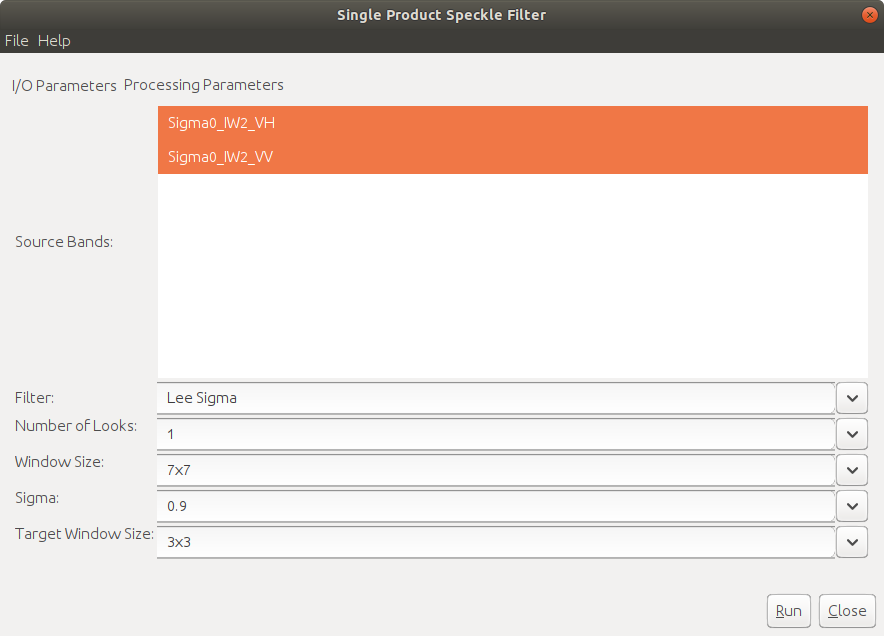 Single Product Speckle Filter
File Help
I/O Parameters Processing Parameters
Source Bands:
Sigma0_IW2_VH
Sigma0_IW2_VV
Filter: Lee Sigma
Number of Looks: 1
Window Size: 7x7
Sigma: 0.9
Target Window Size: 3x3
Run Close